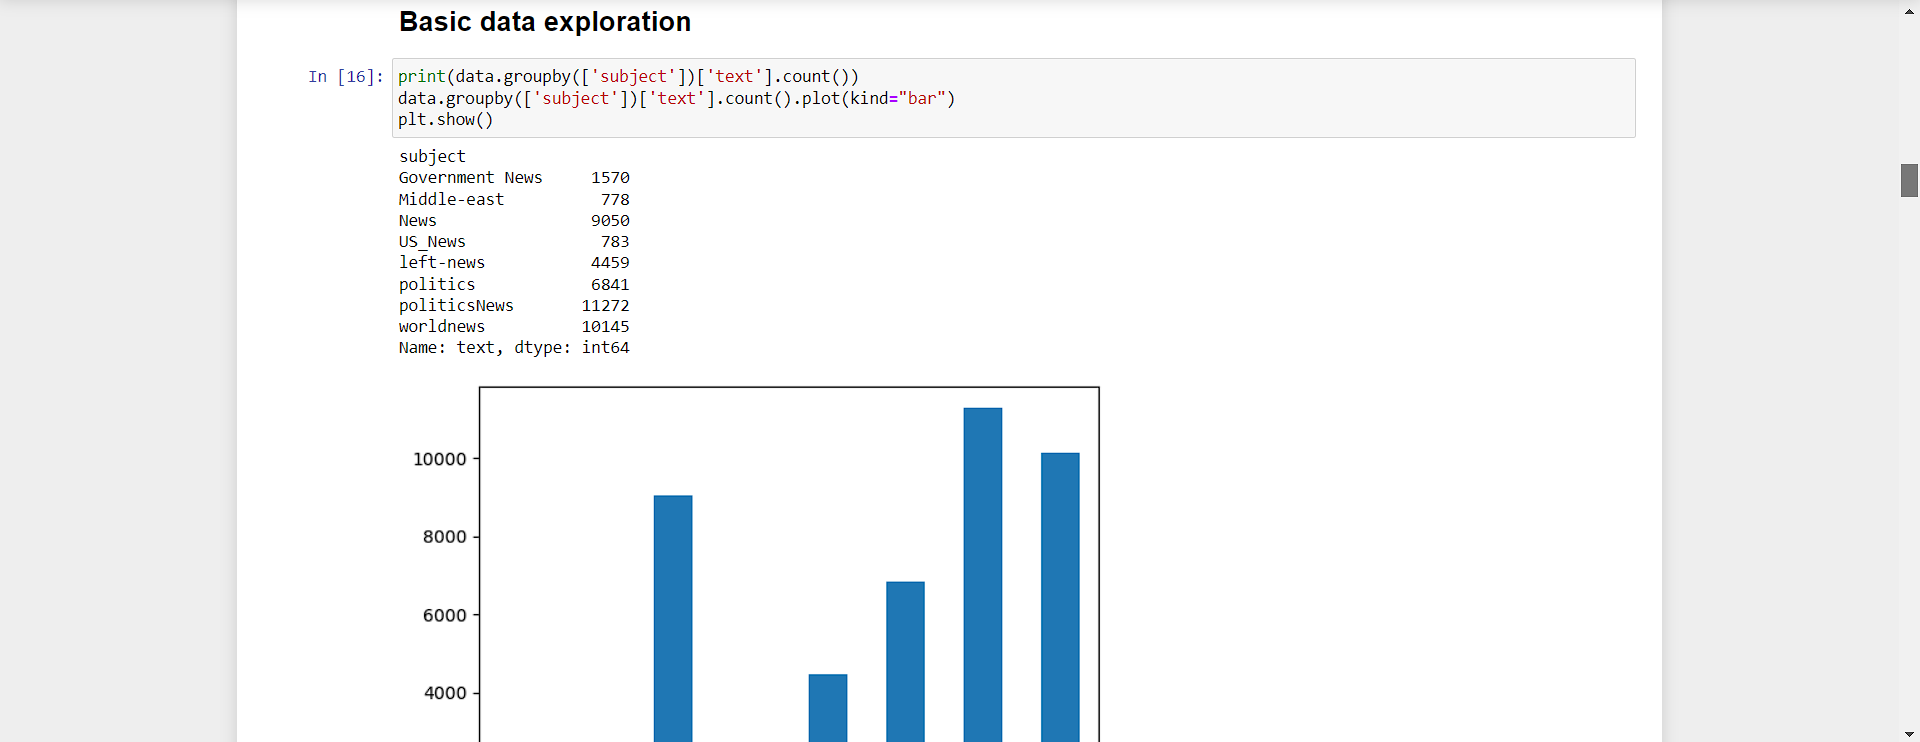 Basic data exploration
In [16]: print(data.groupby(['subject'])['text'].count())
data.groupby(['subject'])['text'].count().plot(kind="bar")
plt.show()
subject
Government News     1570
Middle-east          778
News                9050
US_News              783
left-news           4459
politics            6841
politicsNews       11272
worldnews          10145
Name: text, dtype: int64
10000
8000
6000
4000